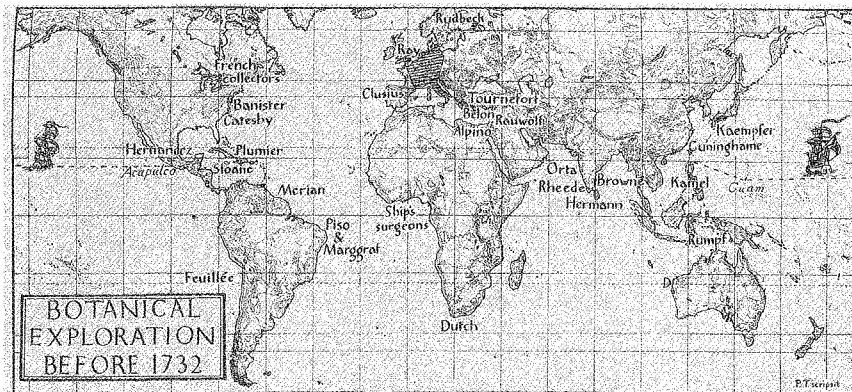 Rudbeck
Ray
French
collectors
Clusius
Tournefort
Banister
Catesby
Belon
Rauwolf
Alpino
Kaempfer
Cuninghame
Hernandez
Plumier
Acapulco
Sloane
Orta
Rheede
Browne
Kamel
Guam
Merian
Hermann
Ships
surgeons
Piso
&
Marggraf
Rumpf
Feuillée
Dutch
BOTANICAL
EXPLORATION
BEFORE 1732